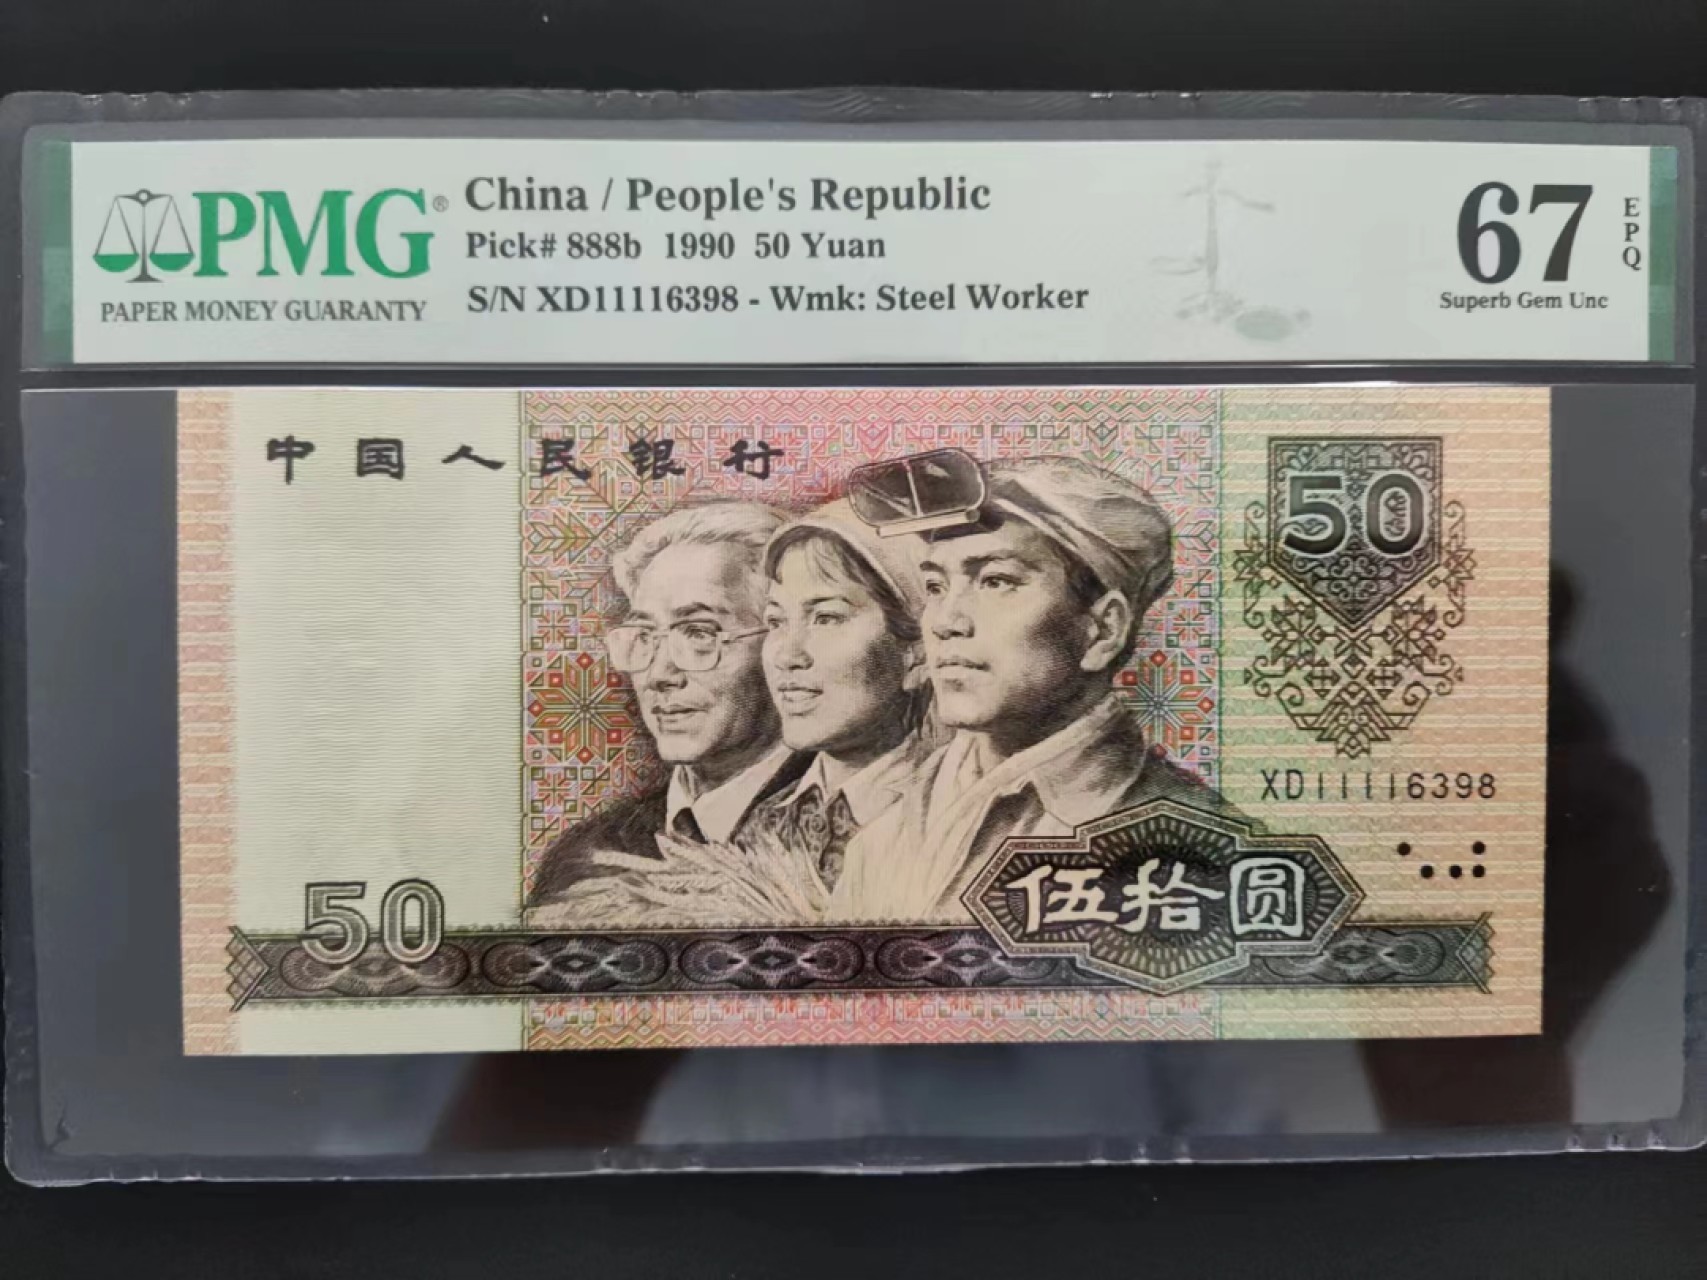 PMG®
PAPER MONEY GUARANTY
China / People's Republic
Pick# 888b 1990 50 Yuan
S/N XD11116398 - Wmk: Steel Worker
67
EPQ
Superb Gem Unc
中国人民银行
50
XD11116398
50
伍拾圆